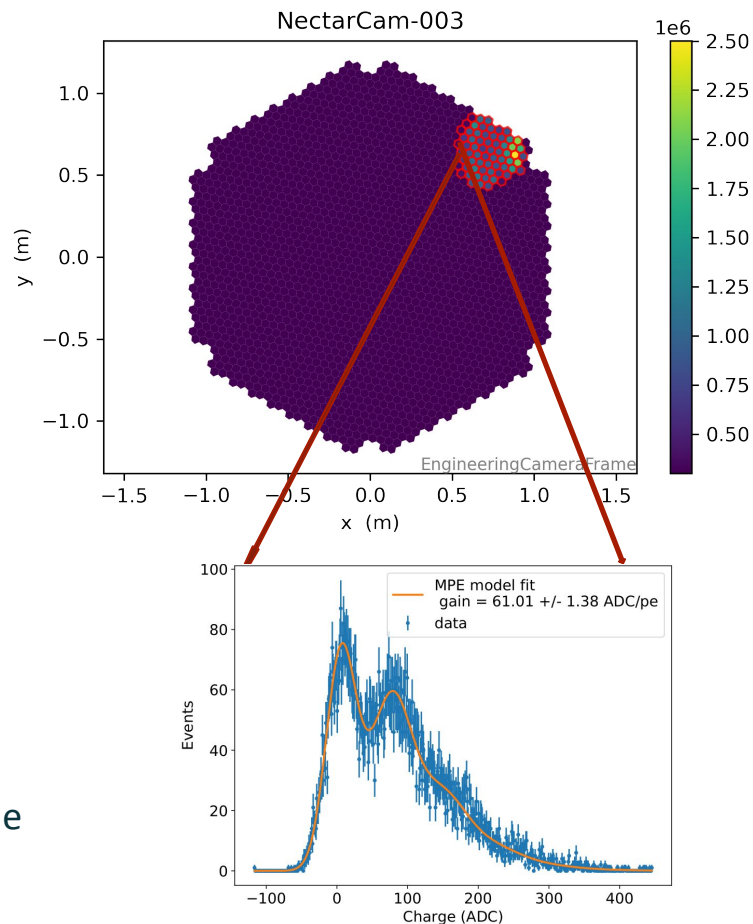 NectarCam-003
1e6
2.50
2.25
2.00
1.75
1.50
1.25
1.00
0.75
0.50
1.0
0.5
0.0
−0.5
−1.0
y (m)
EngineeringCameraFrame
−1.5 −1.0 −0.5 0.0 0.5 1.0 1.5
x (m)
MPE model fit
gain = 61.01 +/- 1.38 ADC/pe
data
100
80
60
40
20
0
Events
−100 0 100 200 300 400
Charge (ADC)
e